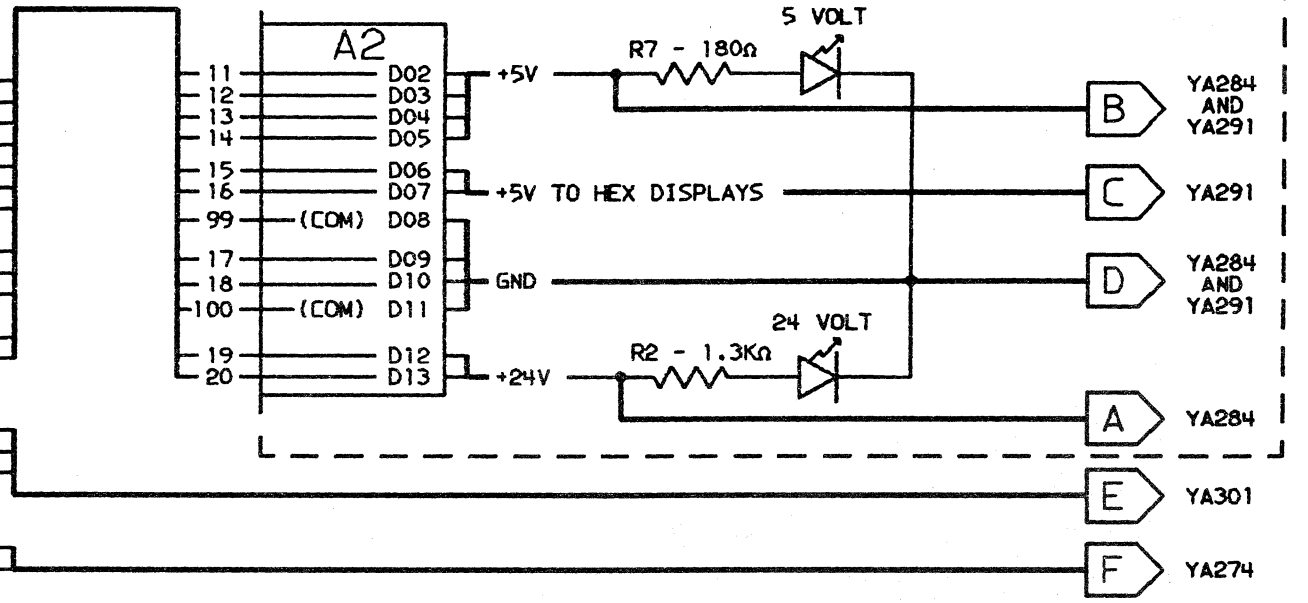 5 VOLT
A2
R7 - 180Ω
11 D02 +5V
12 D03
13 D04
14 D05
B YA284 AND YA291
15 D06
16 D07 +5V TO HEX DISPLAYS C YA291
99 (COM) D08
17 D09
18 D10 GND D YA284 AND YA291
100 (COM) D11
24 VOLT
19 D12 R2 - 1.3KΩ
20 D13 +24V
A YA284
E YA301
F YA274